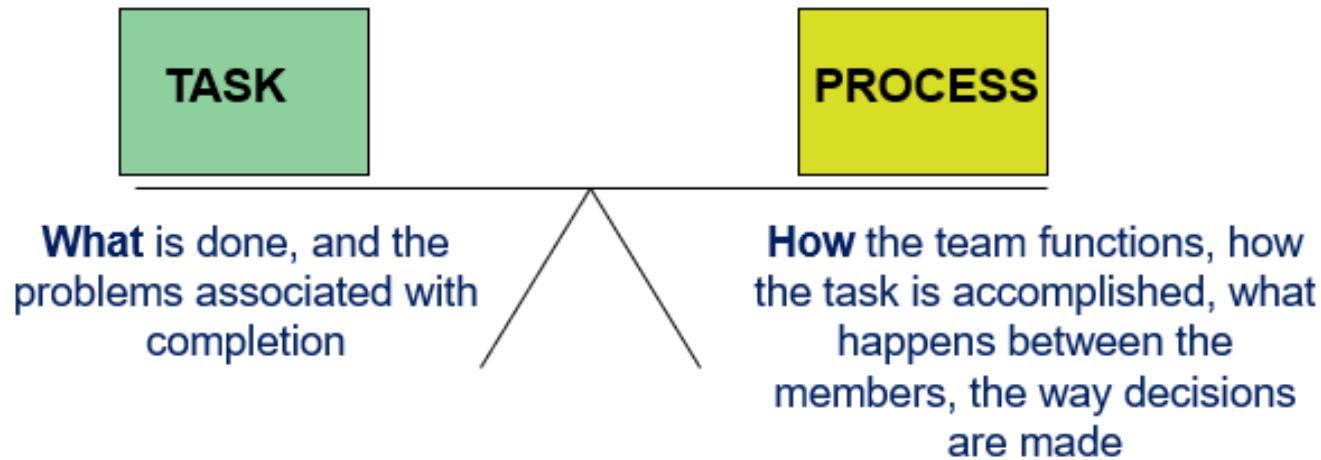 TASK
PROCESS
What is done, and the
problems associated with
completion
How the team functions, how
the task is accomplished, what
happens between the
members, the way decisions
are made